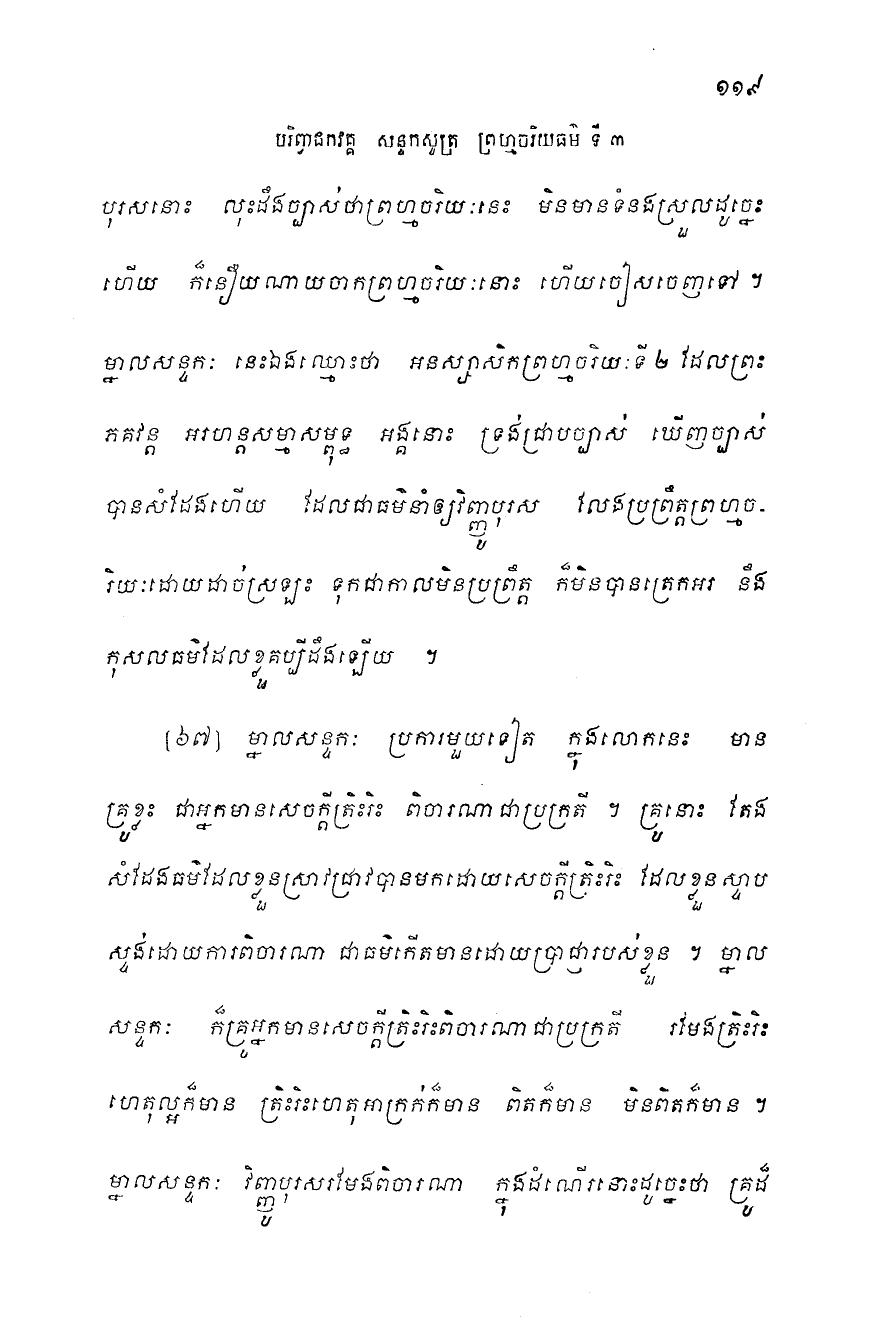 ១១៩
បរិព្វាជកវគ្គ សន្ទកសូត្រ ព្រហ្មចរិយធម៌ ទី ៣
បុរសនោះ លុះដឹងច្បាស់ថាព្រហ្មចរិយៈនេះ មិនមានទំនងស្រួលដូច្នេះ
ហើយ ក៏នឿយណាយចាកព្រហ្មចរិយៈនោះ ហើយចៀសចេញទៅ ។
ម្នាលសន្ទកៈ នេះឯងឈ្មោះថា អនស្សាសិកព្រហ្មចរិយៈទី ២ ដែលព្រះ
ភគវន្ត អរហន្តសម្មាសម្ពុទ្ធ អង្គនោះ ទ្រង់ជ្រាបច្បាស់ ឃើញច្បាស់
បានសំដែងហើយ ដែលជាធម៌នាំឲ្យវិញ្ញូបុរស លែងប្រព្រឹត្តព្រហ្មច-
រិយៈដោយដាច់ស្រឡះ ទុកជាកាលមិនប្រព្រឹត្ត ក៏មិនបានត្រេកអរ នឹង
កុសលធម៌ដែលខ្លួនគប្បីដឹងឡើយ ។
[៦៧] ម្នាលសន្ទកៈ ប្រការមួយទៀត ក្នុងលោកនេះ មាន
គ្រូខ្លះ ជាអ្នកមានសេចក្តីត្រិះរិះ ពិចារណាជាប្រក្រតី ។ គ្រូនោះ តែង
សំដែងធម៌ដែលខ្លួនស្រាវជ្រាវបានមកដោយសេចក្តីត្រិះរិះ ដែលខ្លួនស្ទាប
ស្ទង់ដោយការពិចារណា ជាធម៌កើតមានដោយប្រាជ្ញារបស់ខ្លួន ។ ម្នាល
សន្ទកៈ ក៏គ្រូអ្នកមានសេចក្តីត្រិះរិះពិចារណាជាប្រក្រតី រមែងត្រិះរិះ
ហេតុល្អក៏មាន ត្រិះរិះហេតុអាក្រក់ក៏មាន ពិតក៏មាន មិនពិតក៏មាន ។
ម្នាលសន្ទកៈ វិញ្ញូបុរសរមែងពិចារណា ក្នុងដំណើរនោះដូច្នេះថា គ្រូដ៏